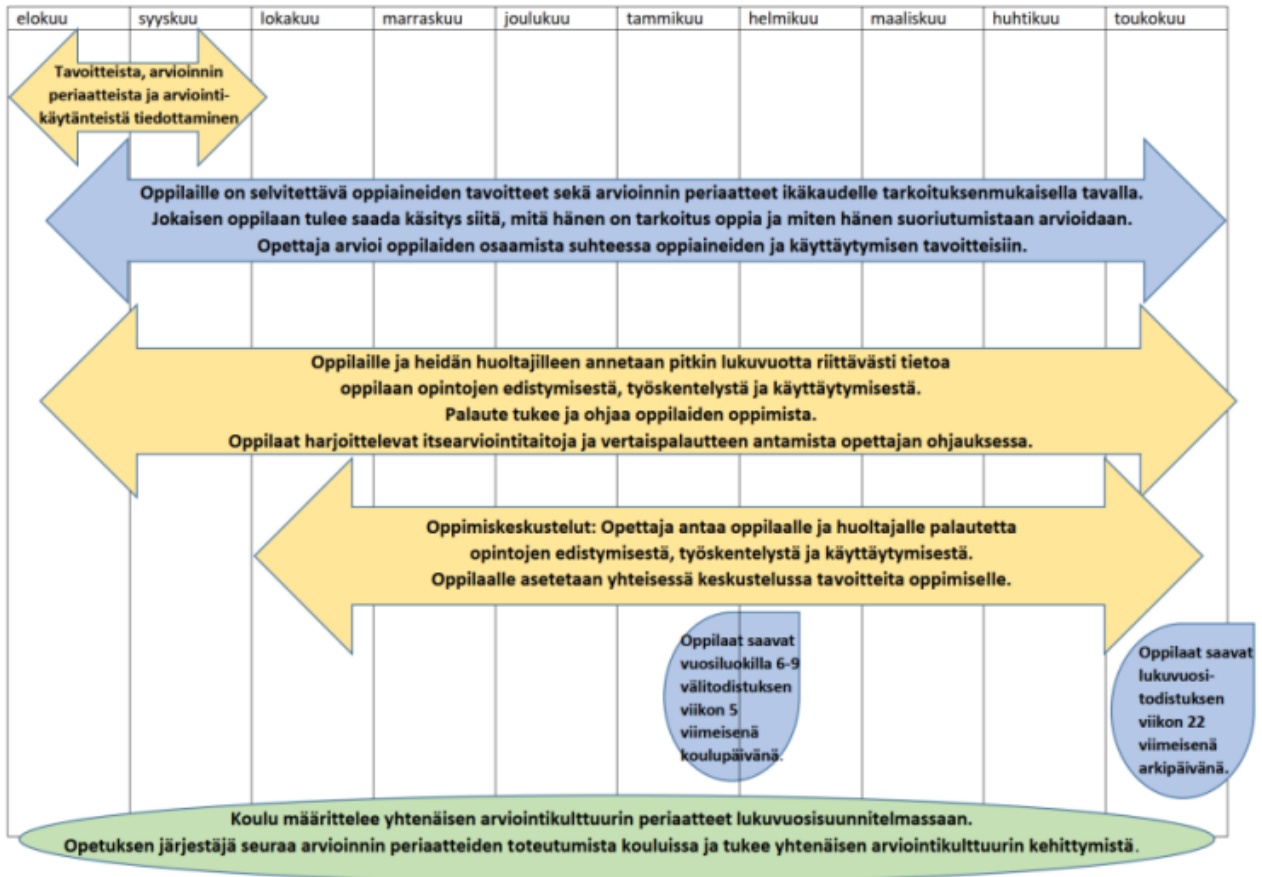 elokuu syyskuu lokakuu marraskuu joulukuu tammikuu helmikuu maaliskuu huhtikuu toukokuu
Tavoitteista, arvioinnin
periaatteista ja arviointi-
käytänteistä tiedottaminen
Oppilaille on selvitettävä oppiaineiden tavoitteet sekä arvioinnin periaatteet ikäkaudelle tarkoituksenmukaisella tavalla.
Jokaisen oppilaan tulee saada käsitys siitä, mitä hänen on tarkoitus oppia ja miten hänen suoriutumistaan arvioidaan.
Opettaja arvioi oppilaiden osaamista suhteessa oppiaineiden ja käyttäytymisen tavoitteisiin.
Oppilaille ja heidän huoltajilleen annetaan pitkin lukuvuotta riittävästi tietoa
oppilaan opintojen edistymisestä, työskentelystä ja käyttäytymisestä.
Palaute tukee ja ohjaa oppilaiden oppimista.
Oppilaat harjoittelevat itsearviointitaitoja ja vertaispalautteen antamista opettajan ohjauksessa.
Oppimiskeskustelut: Opettaja antaa oppilaalle ja huoltajalle palautetta
opintojen edistymisestä, työskentelystä ja käyttäytymisestä.
Oppilaalle asetetaan yhteisessä keskustelussa tavoitteita oppimiselle.
Oppilaat saavat
vuosiluokilla 6-9
välitodistuksen
viikon 5
viimeisenä
koulupäivänä.
Oppilaat saavat
lukuvuosi-
todistuksen
viikon 22
viimeisenä
arkipäivänä.
Koulu määrittelee yhtenäisen arviointikulttuurin periaatteet lukuvuosisuunnitelmassaan.
Opetuksen järjestäjä seuraa arvioinnin periaatteiden toteutumista kouluissa ja tukee yhtenäisen arviointikulttuurin kehittymistä.